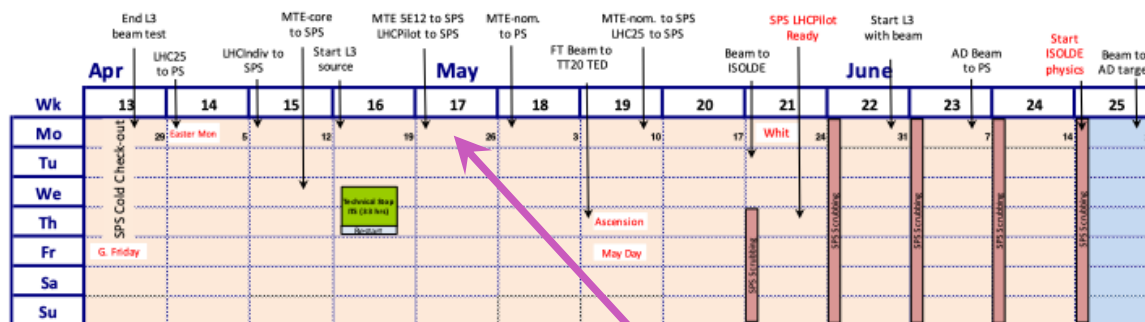 End L3
beam test
LHC25
to PS
LHCIndiv to
SPS
MTE-core
to SPS
Start L3
source
MTE 5E12 to SPS
LHCPilot to SPS
MTE-nom.
to PS
FT Beam to
TT20 TED
MTE-nom. to SPS
LHC25 to SPS
Beam to
ISOLDE
SPS LHCPilot
Ready
Start L3
with beam
AD Beam
to PS
Start
ISOLDE
physics
Beam to
AD target
Apr May June
Wk 13 14 15 16 17 18 19 20 21 22 23 24 25
Mo 29 Easter Mon 5 12 19 26 3 10 17 Whit 24 31 7 14
Tu
We
Th Ascension
Fr G. Friday May Day
Sa
Su
SPS Cold Check-out
Technical Stop
Restart
SPS Scrubbing
SPS Scrubbing
SPS Scrubbing
SPS Scrubbing
SPS Scrubbing